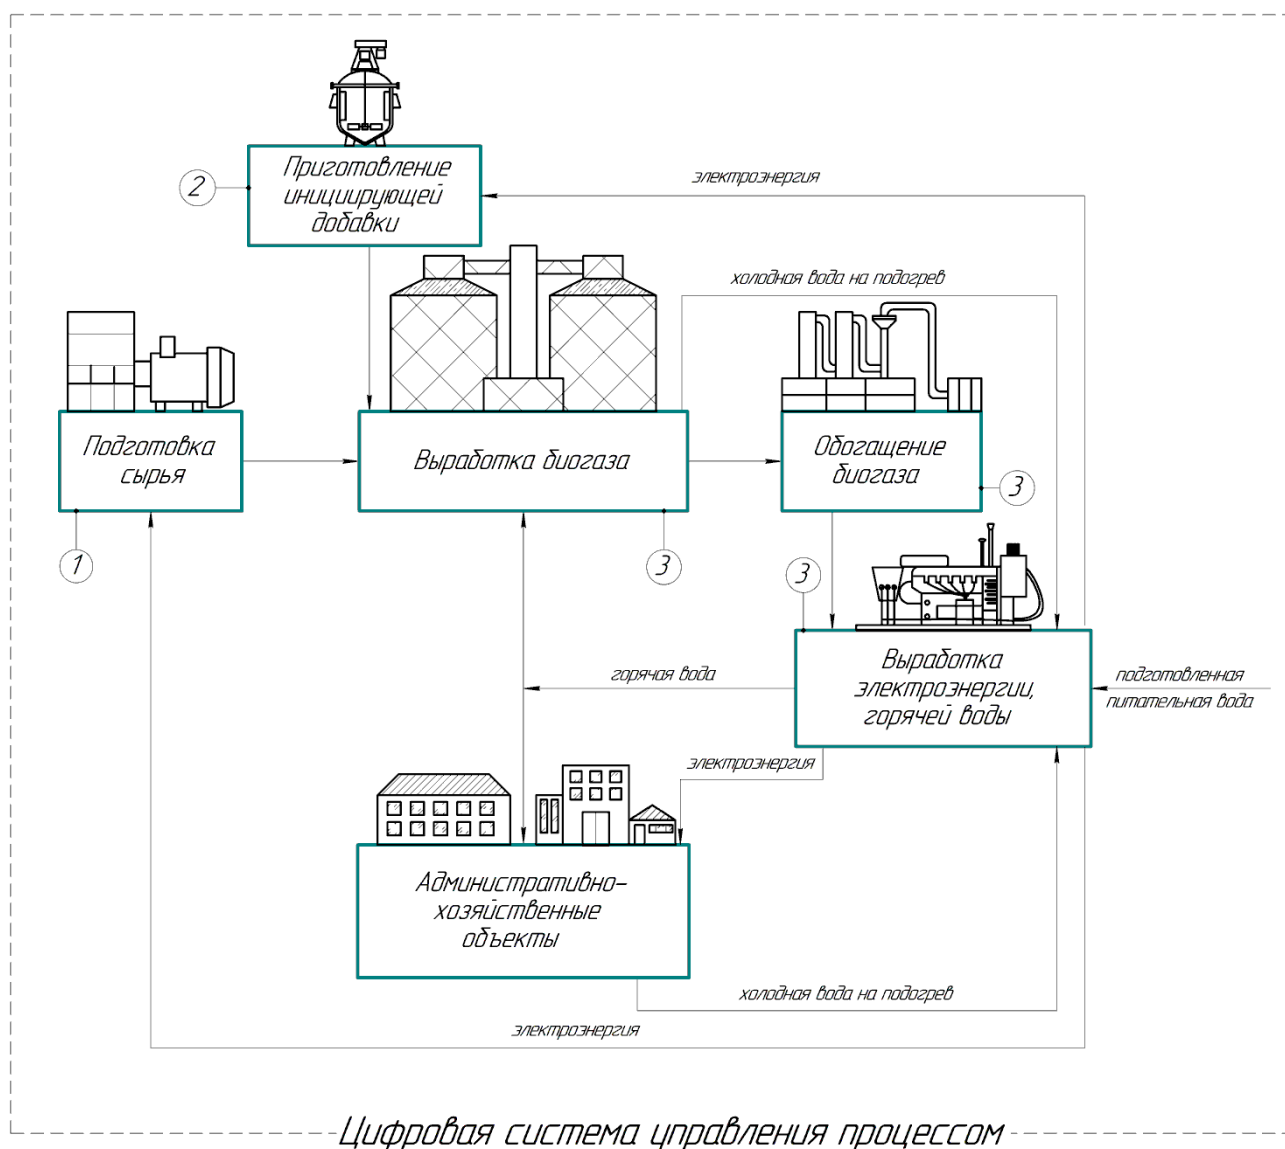 Приготовление
инициирующей
добавки
2
электроэнергия
холодная вода на подогрев
Подготовка
сырья
1
Выработка биогаза
3
Обогащение
биогаза
3
3
Выработка
электроэнергии,
горячей воды
горячая вода
подготовленная
питательная вода
электроэнергия
Административно-
хозяйственные
объекты
холодная вода на подогрев
электроэнергия
Цифровая система управления процессом